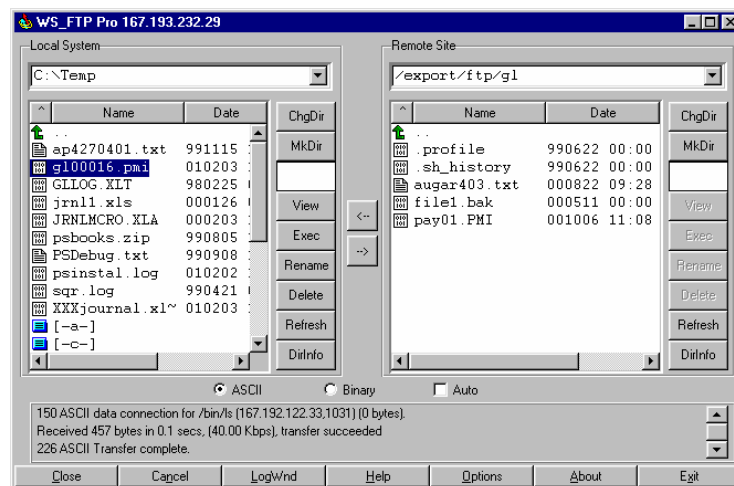 WS_FTP Pro 167.193.232.29
Local System
C:\Temp
^ Name Date
..
ap4270401.txt 991115
gl00016.pmi 010203
GLLOG.XLT 980225
jrnl1.xls 000126
JRNLMCRO.XLA 000203
psbooks.zip 990805
PSDebug.txt 990908
psinstal.log 010202
sqr.log 990421
XXXjournal.xl~ 010203
[-a-]
[-c-]
ChgDir
MkDir
View
Exec
Rename
Delete
Refresh
DirInfo
<--
-->
Remote Site
/export/ftp/gl
^ Name Date
..
.profile 990622 00:00
.sh_history 990622 00:00
augar403.txt 000822 09:28
file1.bak 000511 00:00
pay01.PMI 001006 11:08
ChgDir
MkDir
View
Exec
Rename
Delete
Refresh
DirInfo
ASCII Binary Auto
150 ASCII data connection for /bin/ls (167.192.122.33,1031) (0 bytes).
Received 457 bytes in 0.1 secs, (40.00 Kbps), transfer succeeded
226 ASCII Transfer complete.
Close Cancel LogWnd Help Options About Exit